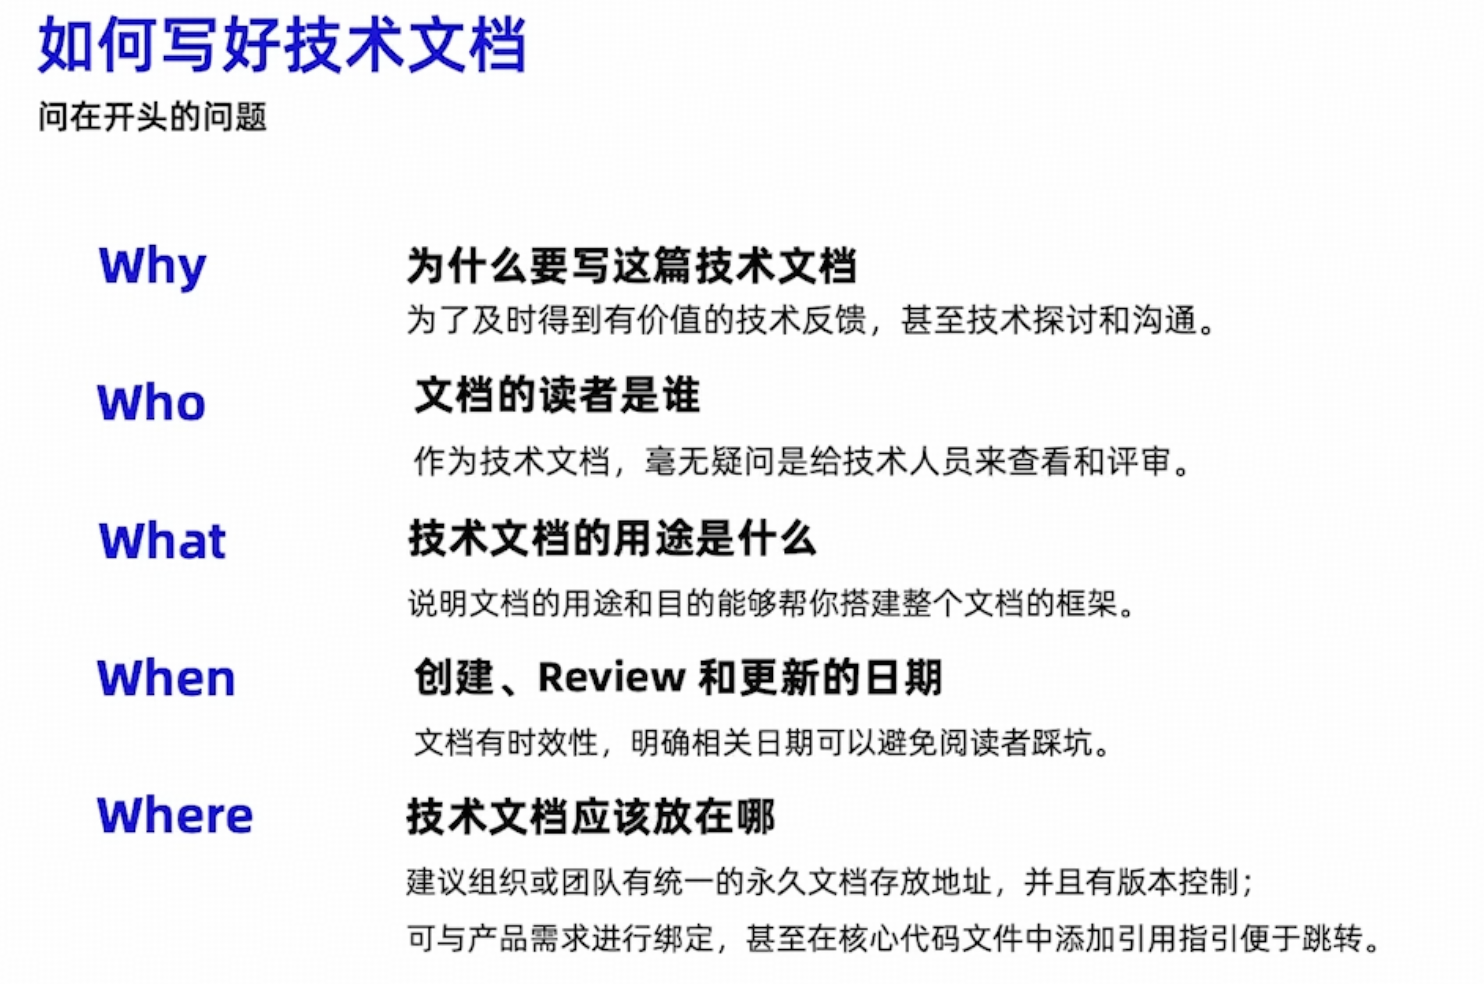 如何写好技术文档
问在开头的问题
Why
为什么要写这篇技术文档
为了及时得到有价值的技术反馈，甚至技术探讨和沟通。
Who
文档的读者是谁
作为技术文档，毫无疑问是给技术人员来查看和评审。
What
技术文档的用途是什么
说明文档的用途和目的能够帮你搭建整个文档的框架。
When
创建、Review 和更新的日期
文档有时效性，明确相关日期可以避免阅读者踩坑。
Where
技术文档应该放在哪
建议组织或团队有统一的永久文档存放地址，并且有版本控制；
可与产品需求进行绑定，甚至在核心代码文件中添加引用指引便于跳转。